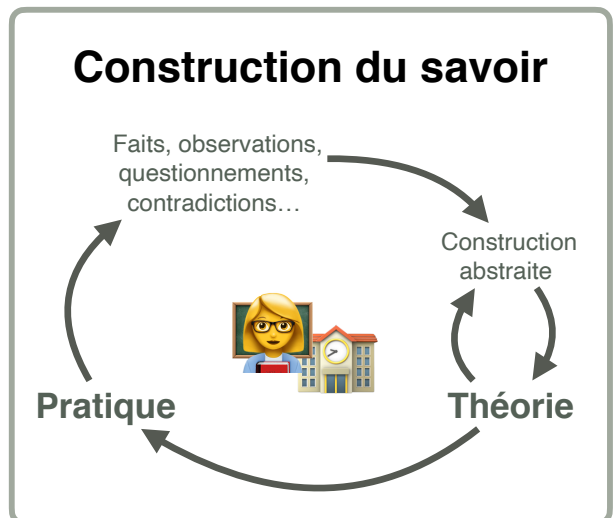 Construction du savoir
Faits, observations,
questionnements,
contradictions…
Construction
abstraite
Pratique
Théorie